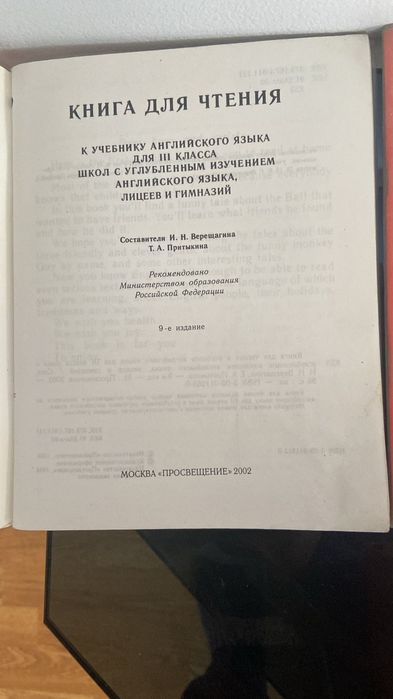 КНИГА ДЛЯ ЧТЕНИЯ
К УЧЕБНИКУ АНГЛИЙСКОГО ЯЗЫКА
ДЛЯ III КЛАССА
ШКОЛ С УГЛУБЛЕННЫМ ИЗУЧЕНИЕМ
АНГЛИЙСКОГО ЯЗЫКА,
ЛИЦЕЕВ И ГИМНАЗИЙ
Составители И. Н. Верещагина
Т. А. Притыкина
Рекомендовано
Министерством образования
Российской Федерации
9-е издание
МОСКВА «ПРОСВЕЩЕНИЕ» 2002